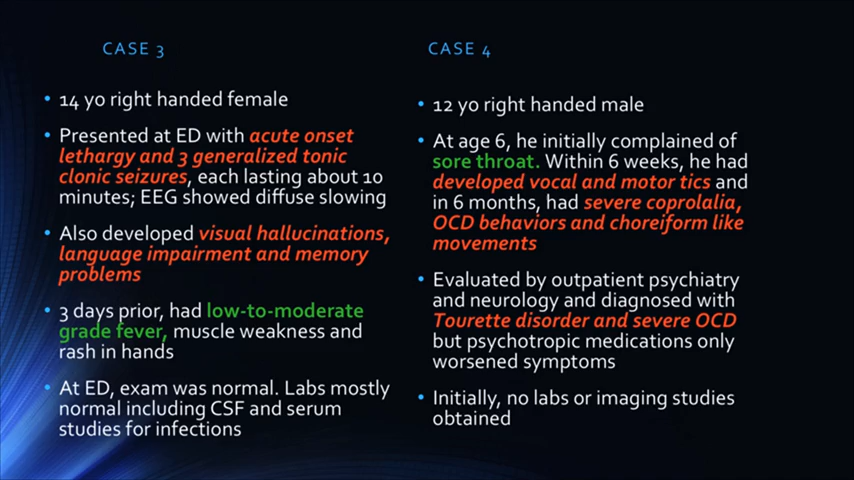 CASE 3
14 yo right handed female
Presented at ED with acute onset
lethargy and 3 generalized tonic
clonic seizures, each lasting about 10
minutes; EEG showed diffuse slowing
Also developed visual hallucinations,
language impairment and memory
problems
3 days prior, had low-to-moderate
grade fever, muscle weakness and
rash in hands
At ED, exam was normal. Labs mostly
normal including CSF and serum
studies for infections
CASE 4
12 yo right handed male
At age 6, he initially complained of
sore throat. Within 6 weeks, he had
developed vocal and motor tics and
in 6 months, had severe coprolalia,
OCD behaviors and choreiform like
movements
Evaluated by outpatient psychiatry
and neurology and diagnosed with
Tourette disorder and severe OCD
but psychotropic medications only
worsened symptoms
Initially, no labs or imaging studies
obtained